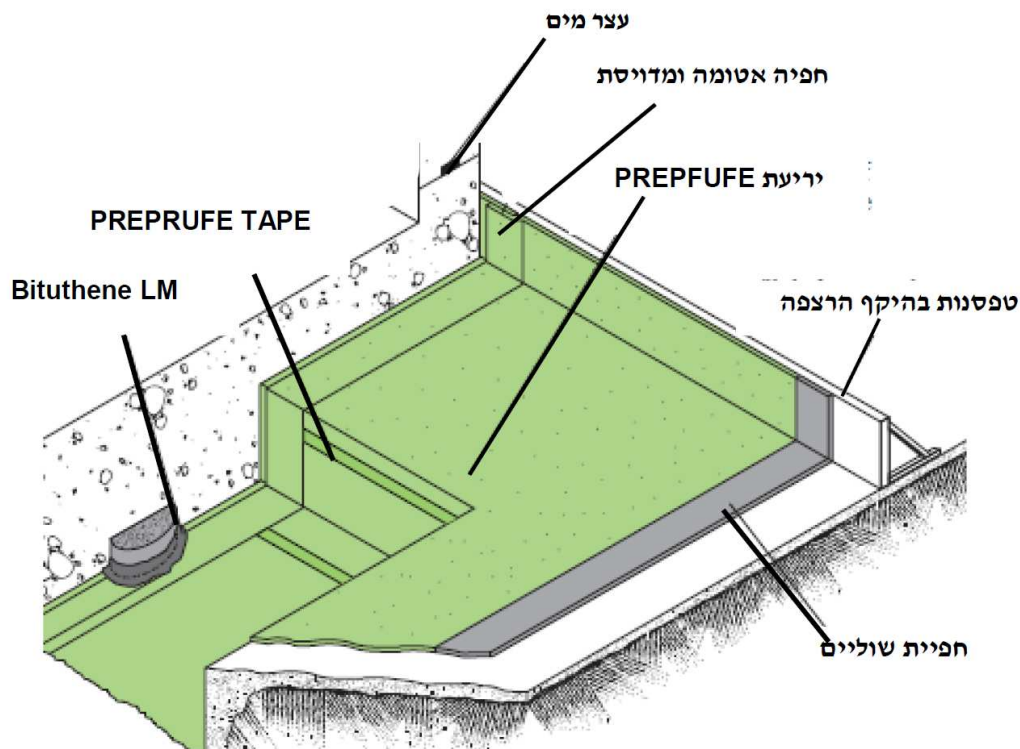 עצר מים
חפיה אטומה ומדויסת
יריעת PREPFUFE
PREPRUFE TAPE
Bituthene LM
טפסנות בהיקף הרצפה
חפיית שוליים